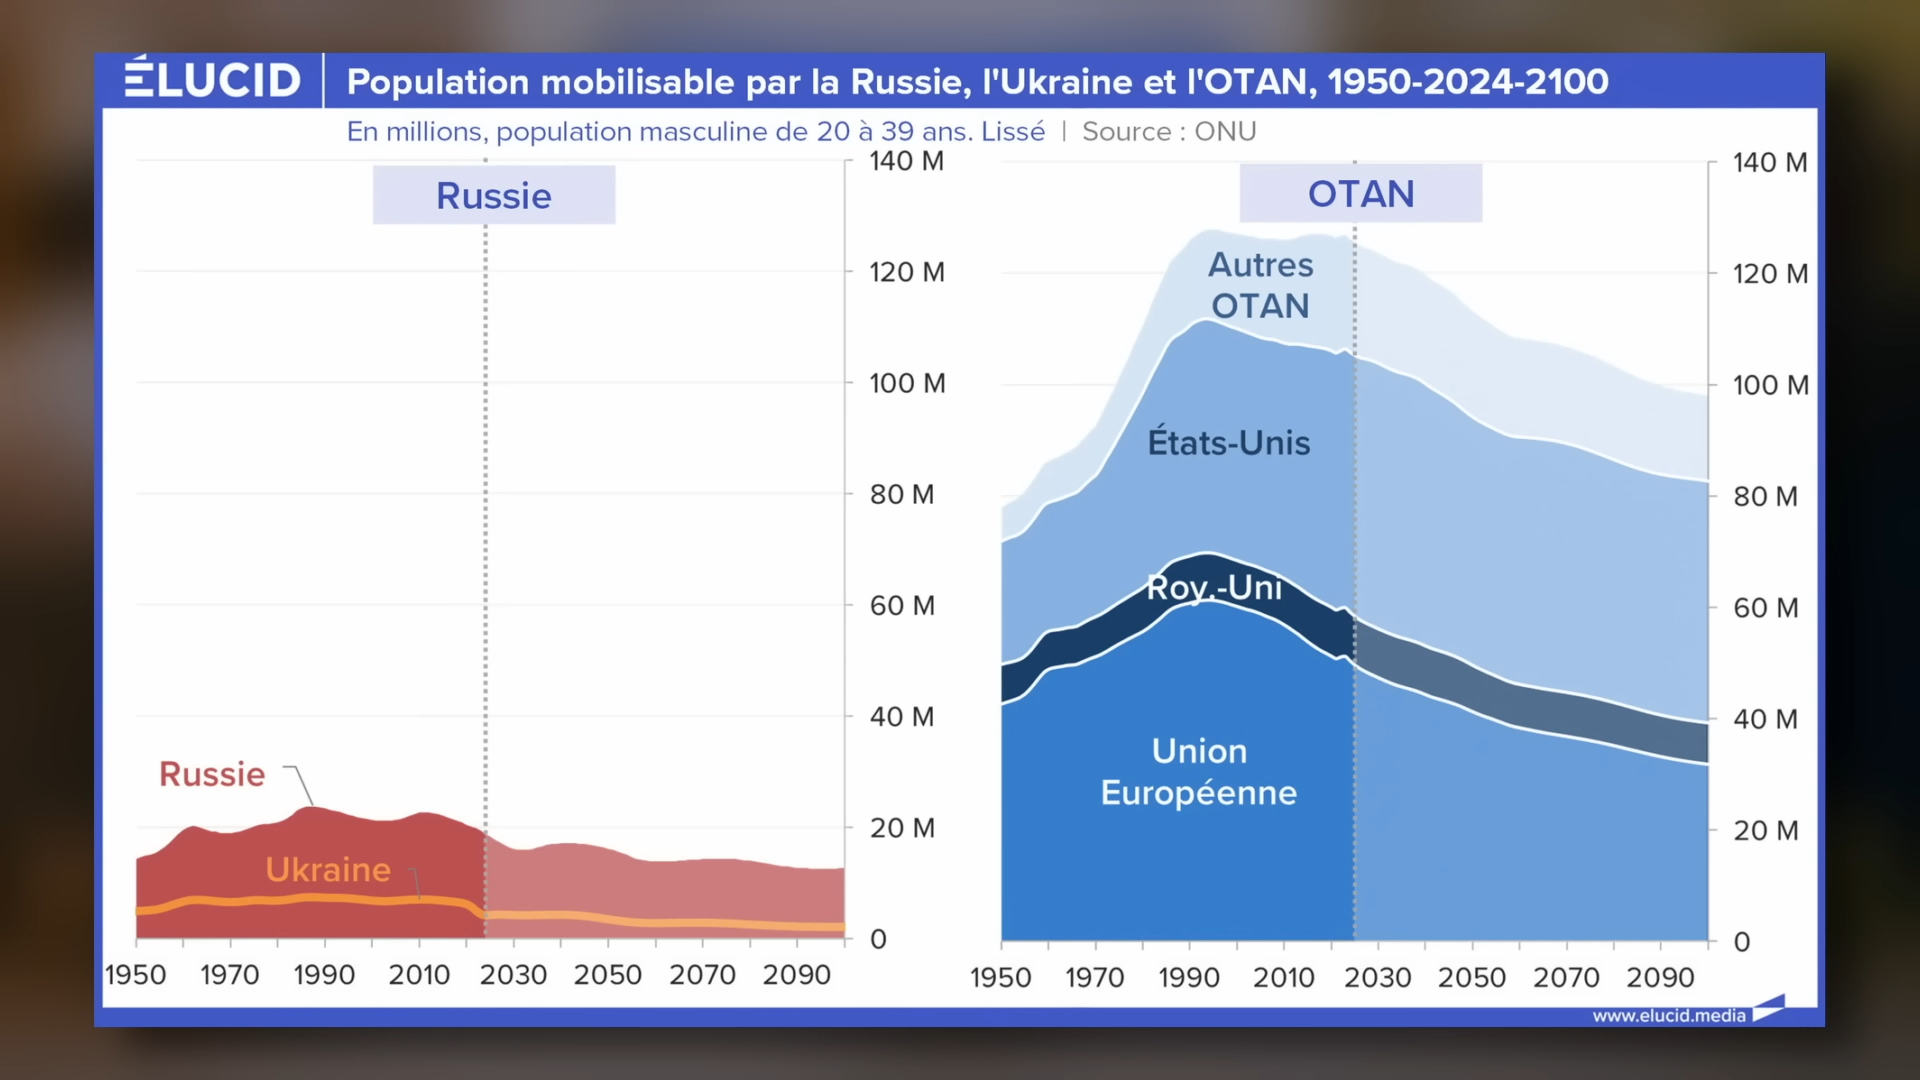 ÉLUCID
Population mobilisable par la Russie, l'Ukraine et l'OTAN, 1950-2024-2100
En millions, population masculine de 20 à 39 ans. Lissé | Source : ONU
Russie
140 M
120 M
100 M
80 M
60 M
40 M
20 M
0
Russie
Ukraine
1950 1970 1990 2010 2030 2050 2070 2090
OTAN
140 M
120 M
100 M
80 M
60 M
40 M
20 M
0
Autres
OTAN
États-Unis
Roy.-Uni
Union
Européenne
1950 1970 1990 2010 2030 2050 2070 2090
www.elucid.media